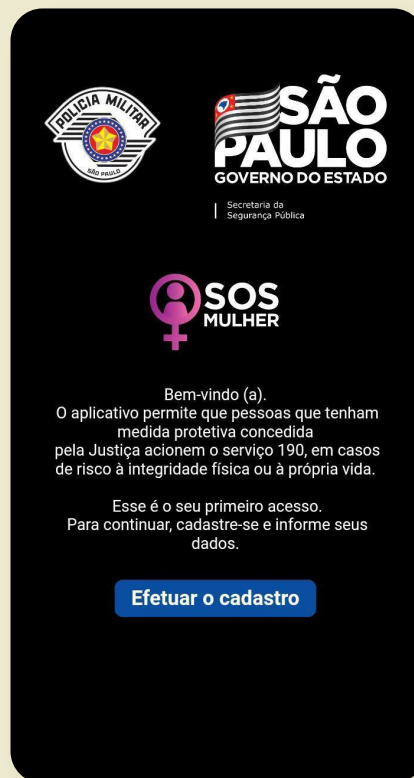 POLÍCIA MILITAR
SÃO PAULO
SÃO
PAULO
GOVERNO DO ESTADO
Secretaria da
Segurança Pública
SOS
MULHER
Bem-vindo (a).
O aplicativo permite que pessoas que tenham
medida protetiva concedida
pela Justiça acionem o serviço 190, em casos
de risco à integridade física ou à própria vida.
Esse é o seu primeiro acesso.
Para continuar, cadastre-se e informe seus
dados.
Efetuar o cadastro